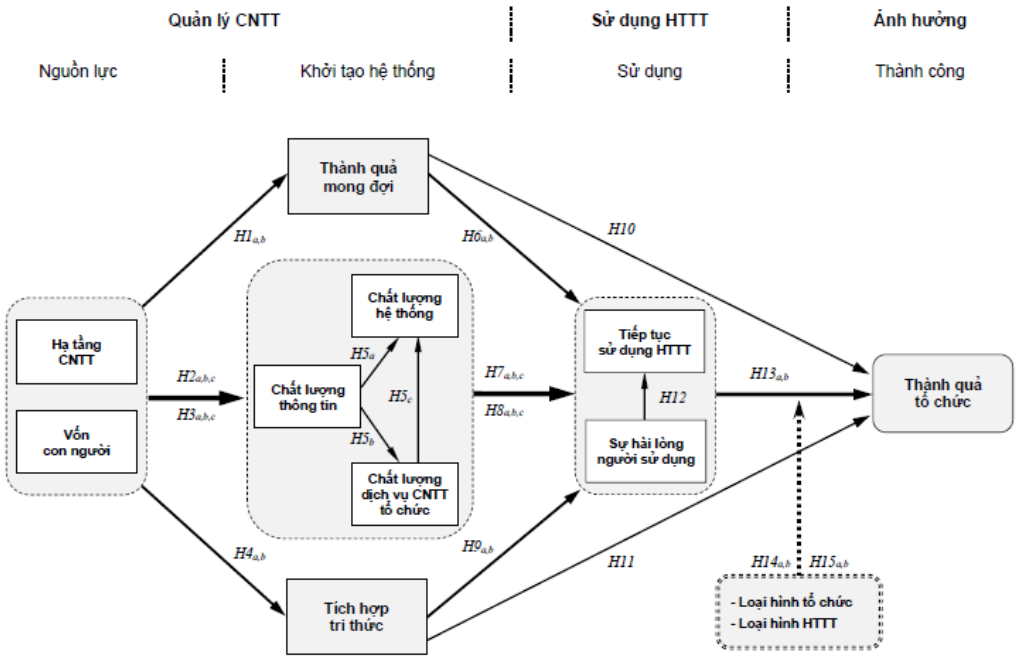 Quản lý CNTT
Sử dụng HTTT
Ảnh hưởng
Nguồn lực
Khởi tạo hệ thống
Sử dụng
Thành công
Thành quả
mong đợi
H10
H1a,b
H6a,b
Chất lượng
hệ thống
Hạ tầng
CNTT
Tiếp tục
sử dụng HTTT
H5a
H2a,b,c
H7a,b,c
H13a,b
Thành quả
tổ chức
Chất lượng
thông tin
H5c
H12
H3a,b,c
H8a,b,c
Vốn
con người
H5b
Sự hài lòng
người sử dụng
Chất lượng
dịch vụ CNTT
tổ chức
H4a,b
H9a,b
H11
H14a,b
H15a,b
Tích hợp
tri thức
- Loại hình tổ chức
- Loại hình HTTT